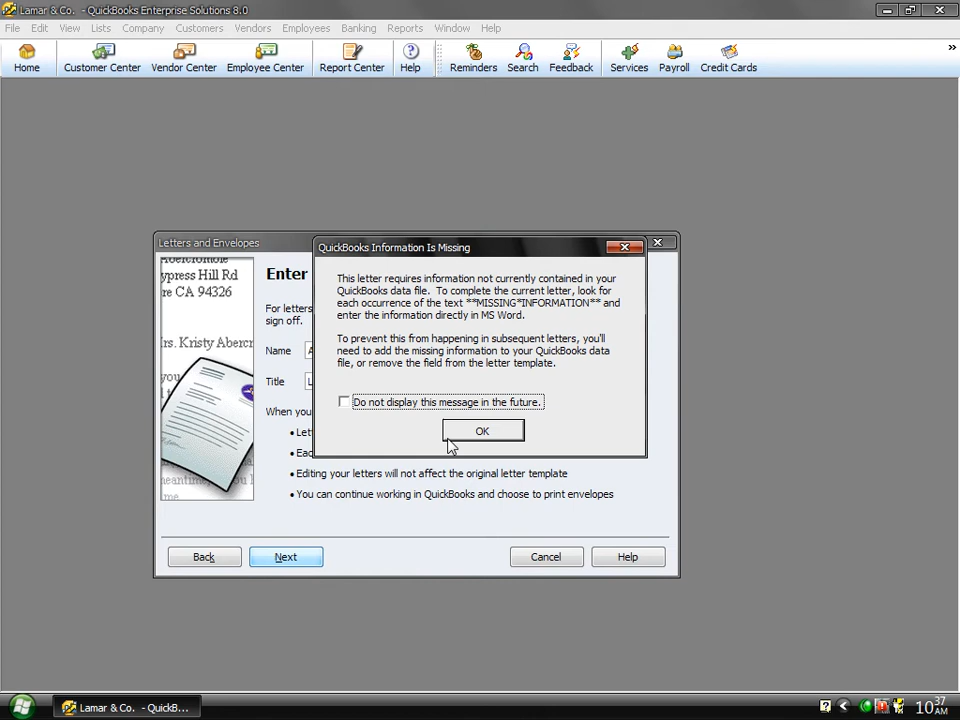 Lamar & Co. - QuickBooks Enterprise Solutions 8.0
File Edit View Lists Company Customers Vendors Employees Banking Reports Window Help
Home Customer Center Vendor Center Employee Center Report Center Help Reminders Search Feedback Services Payroll Credit Cards »
Letters and Envelopes
ypress Hill Rd
re CA 94326
rs. Kristy Aberc
you
Enter
For letters
sign off.
Name
Title
When you
QuickBooks Information Is Missing
This letter requires information not currently contained in your
QuickBooks data file. To complete the current letter, look for
each occurrence of the text **MISSING*INFORMATION** and
enter the information directly in MS Word.
To prevent this from happening in subsequent letters, you'll
need to add the missing information to your QuickBooks data
file, or remove the field from the letter template.
Do not display this message in the future.
OK
• Let
• Eac
• Editing your letters will not affect the original letter template
• You can continue working in QuickBooks and choose to print envelopes
Back Next Cancel Help
Lamar & Co. - QuickB...
10:37 AM